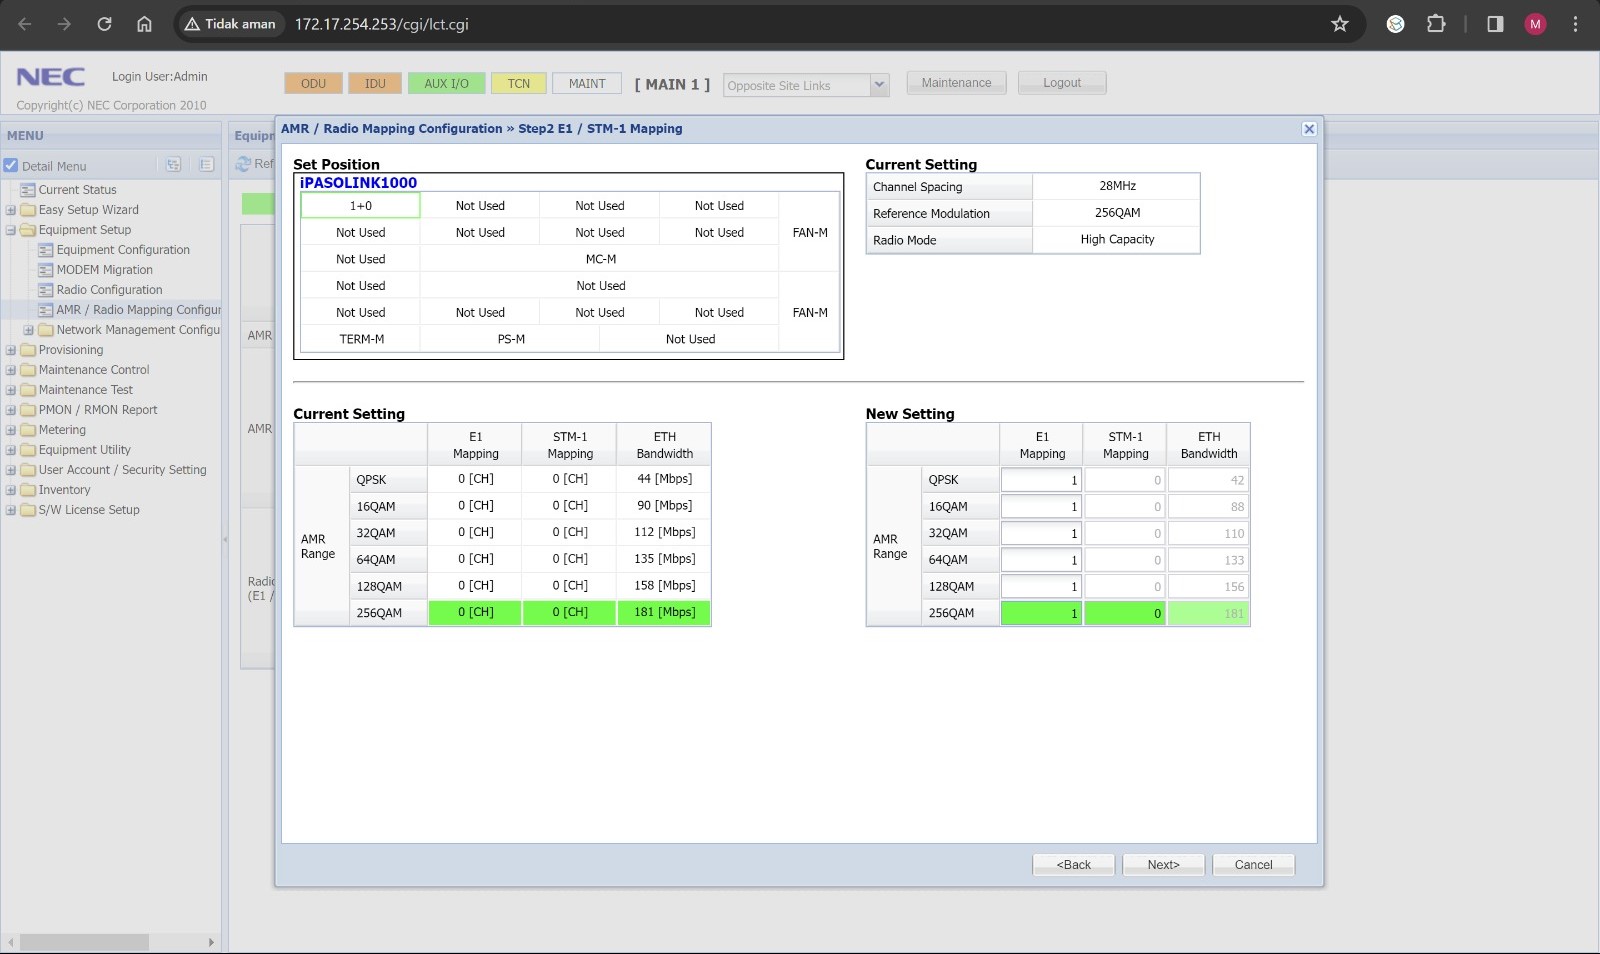 Tidak aman 172.17.254.253/cgi/lct.cgi M
NEC Login User:Admin
Copyright(c) NEC Corporation 2010
ODU IDU AUX I/O TCN MAINT [ MAIN 1 ] Opposite Site Links Maintenance Logout
MENU
Detail Menu
Current Status
Easy Setup Wizard
Equipment Setup
Equipment Configuration
MODEM Migration
Radio Configuration
AMR / Radio Mapping Configur
Network Management Configu
Provisioning
Maintenance Control
Maintenance Test
PMON / RMON Report
Metering
Equipment Utility
User Account / Security Setting
Inventory
S/W License Setup
Equipr
Ref
AMR
AMR
Radic
(E1 /
AMR / Radio Mapping Configuration » Step2 E1 / STM-1 Mapping
Set Position
iPASOLINK1000
1+0 Not Used Not Used Not Used
Not Used Not Used Not Used Not Used FAN-M
Not Used MC-M
Not Used Not Used
Not Used Not Used Not Used Not Used FAN-M
TERM-M PS-M Not Used
Current Setting
Channel Spacing 28MHz
Reference Modulation 256QAM
Radio Mode High Capacity
Current Setting
E1 Mapping STM-1 Mapping ETH Bandwidth
AMR Range
QPSK 0 [CH] 0 [CH] 44 [Mbps]
16QAM 0 [CH] 0 [CH] 90 [Mbps]
32QAM 0 [CH] 0 [CH] 112 [Mbps]
64QAM 0 [CH] 0 [CH] 135 [Mbps]
128QAM 0 [CH] 0 [CH] 158 [Mbps]
256QAM 0 [CH] 0 [CH] 181 [Mbps]
New Setting
E1 Mapping STM-1 Mapping ETH Bandwidth
AMR Range
QPSK 1 0 42
16QAM 1 0 88
32QAM 1 0 110
64QAM 1 0 133
128QAM 1 0 156
256QAM 1 0 181
<Back Next> Cancel